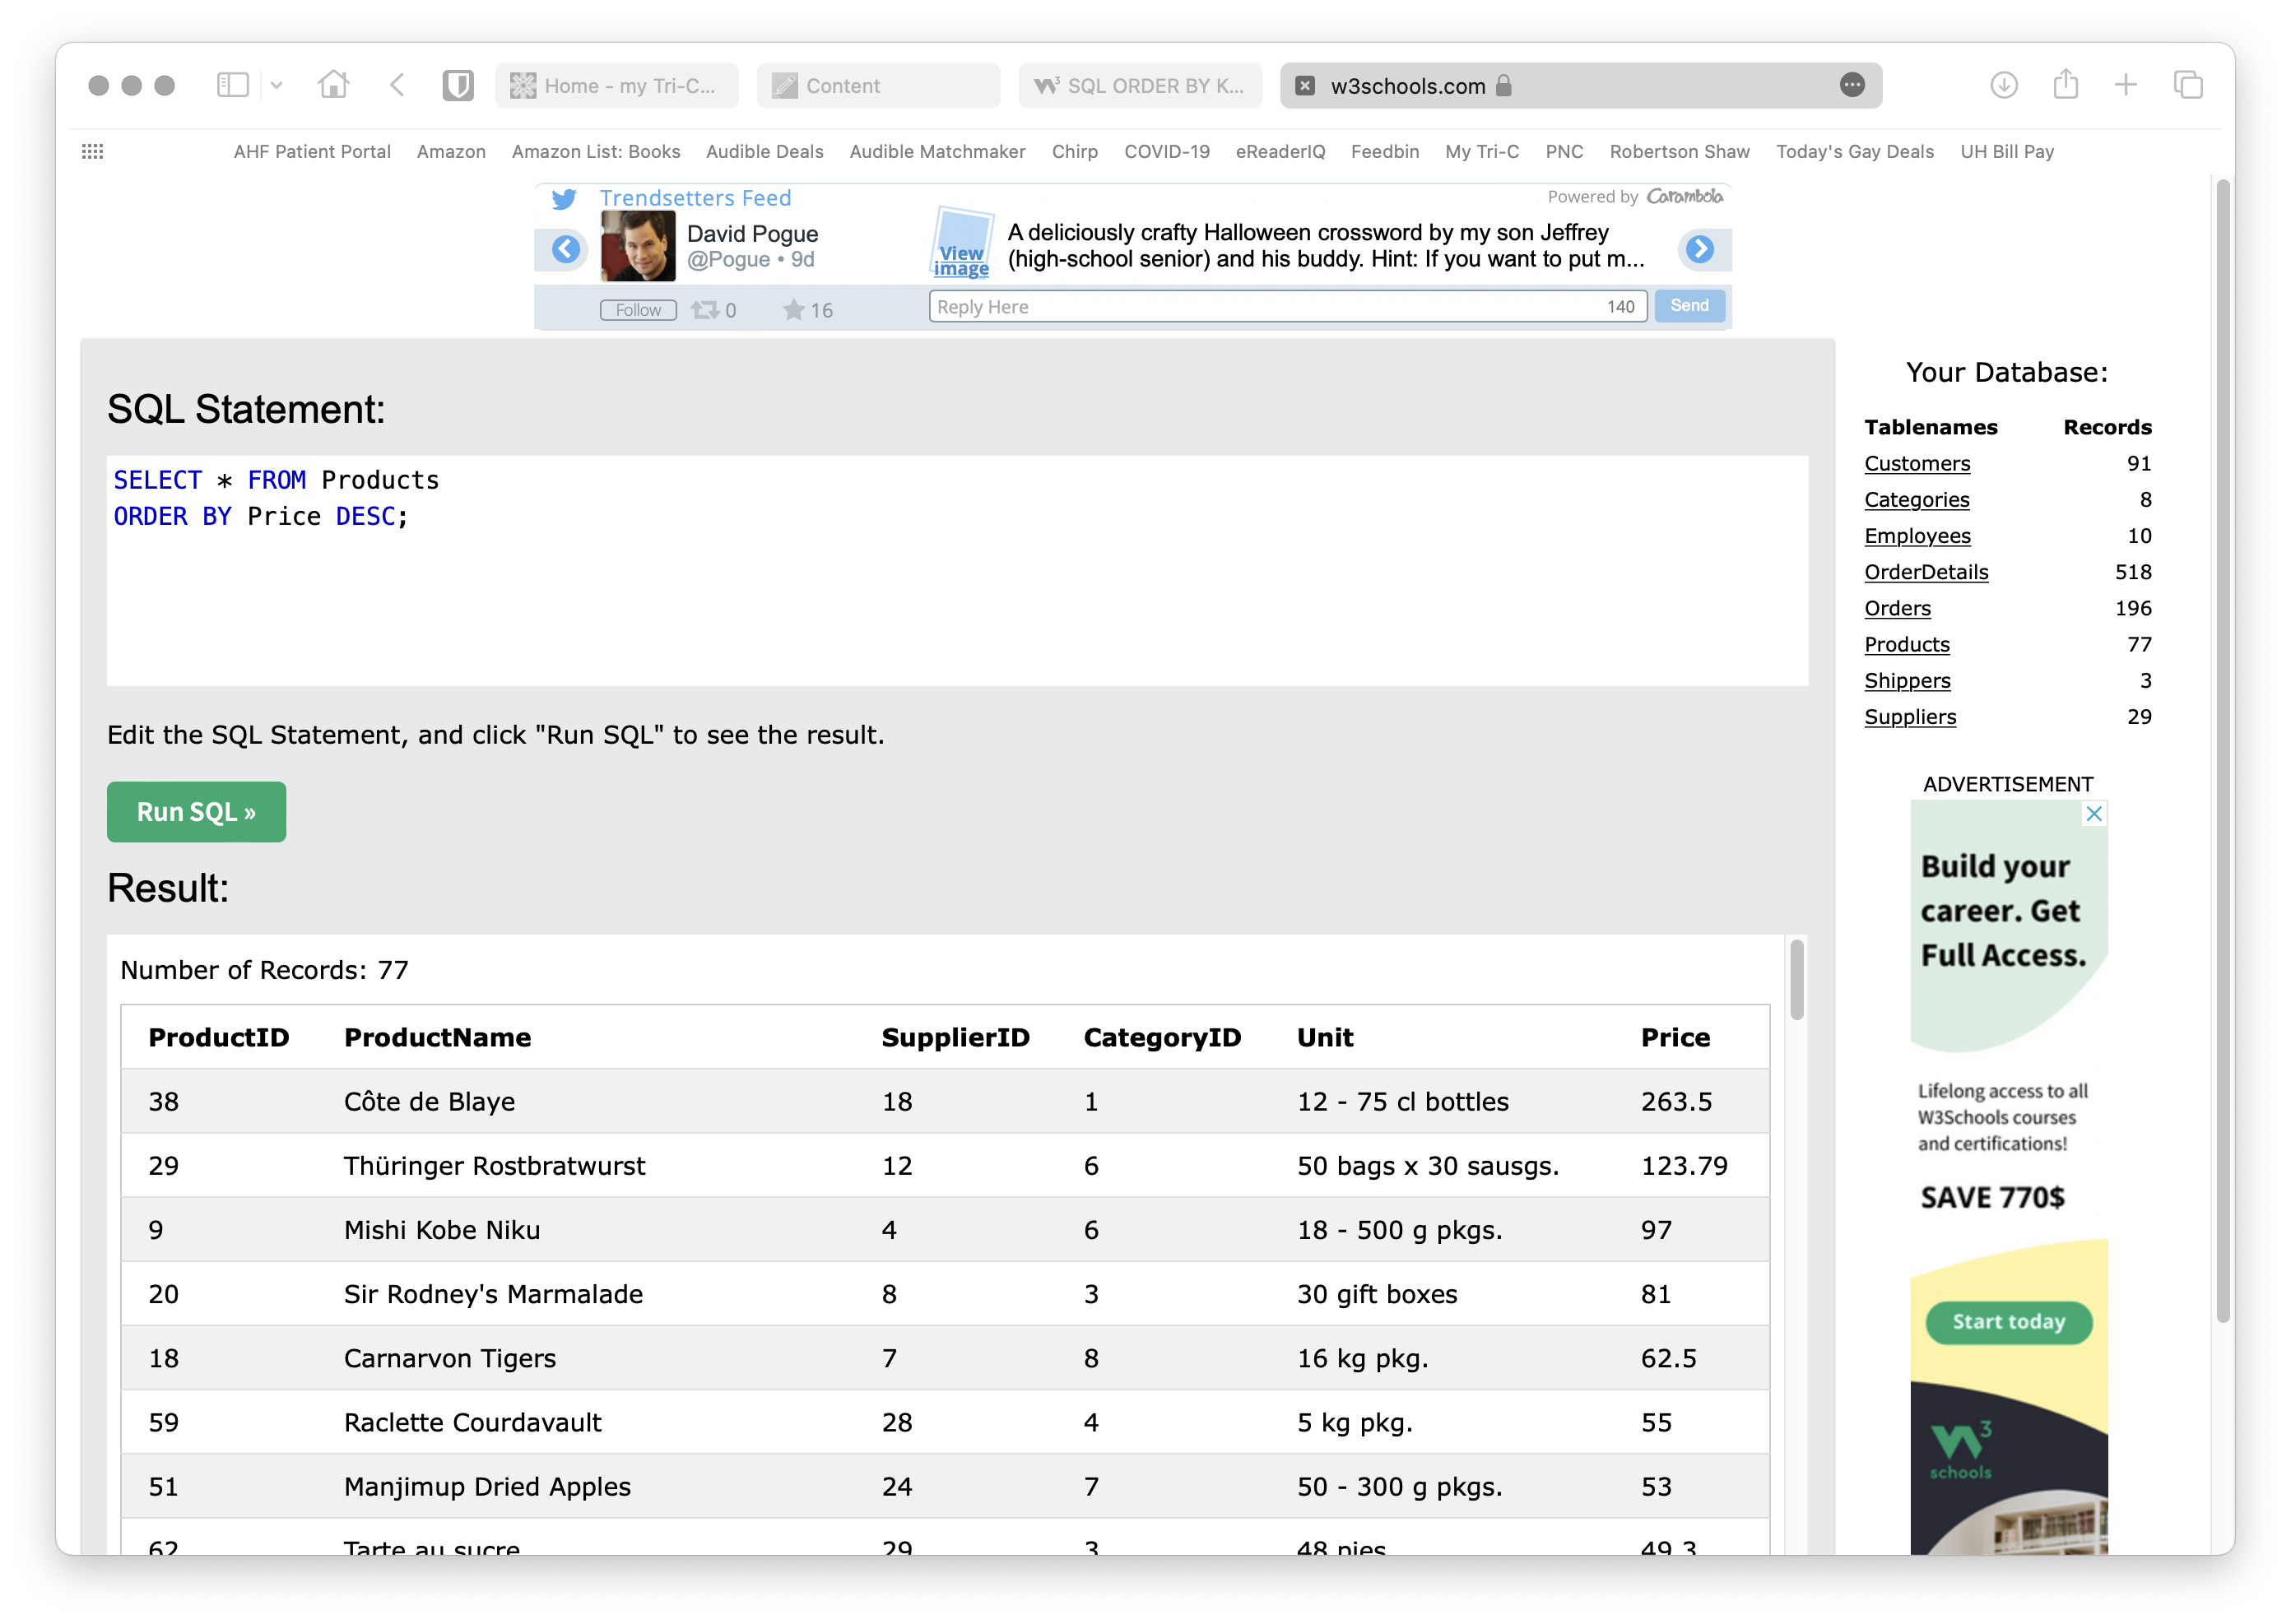 Home - my Tri-C...
Content
SQL ORDER BY K...
w3schools.com
AHF Patient Portal Amazon Amazon List: Books Audible Deals Audible Matchmaker Chirp COVID-19 eReaderIQ Feedbin My Tri-C PNC Robertson Shaw Today's Gay Deals UH Bill Pay
Trendsetters Feed
Powered by Carambola
David Pogue
@Pogue • 9d
View
image
A deliciously crafty Halloween crossword by my son Jeffrey
(high-school senior) and his buddy. Hint: If you want to put m...
Follow 0 16
Reply Here 140 Send
SQL Statement:
SELECT * FROM Products
ORDER BY Price DESC;
Edit the SQL Statement, and click "Run SQL" to see the result.
Run SQL »
Result:
Number of Records: 77
ProductID ProductName SupplierID CategoryID Unit Price
38 Côte de Blaye 18 1 12 - 75 cl bottles 263.5
29 Thüringer Rostbratwurst 12 6 50 bags x 30 sausgs. 123.79
9 Mishi Kobe Niku 4 6 18 - 500 g pkgs. 97
20 Sir Rodney's Marmalade 8 3 30 gift boxes 81
18 Carnarvon Tigers 7 8 16 kg pkg. 62.5
59 Raclette Courdavault 28 4 5 kg pkg. 55
51 Manjimup Dried Apples 24 7 50 - 300 g pkgs. 53
62 Tarte au sucre 29 3 48 pies 49.3
Your Database:
Tablenames Records
Customers 91
Categories 8
Employees 10
OrderDetails 518
Orders 196
Products 77
Shippers 3
Suppliers 29
ADVERTISEMENT
Build your
career. Get
Full Access.
Lifelong access to all
W3Schools courses
and certifications!
SAVE 770$
Start today
W3
schools